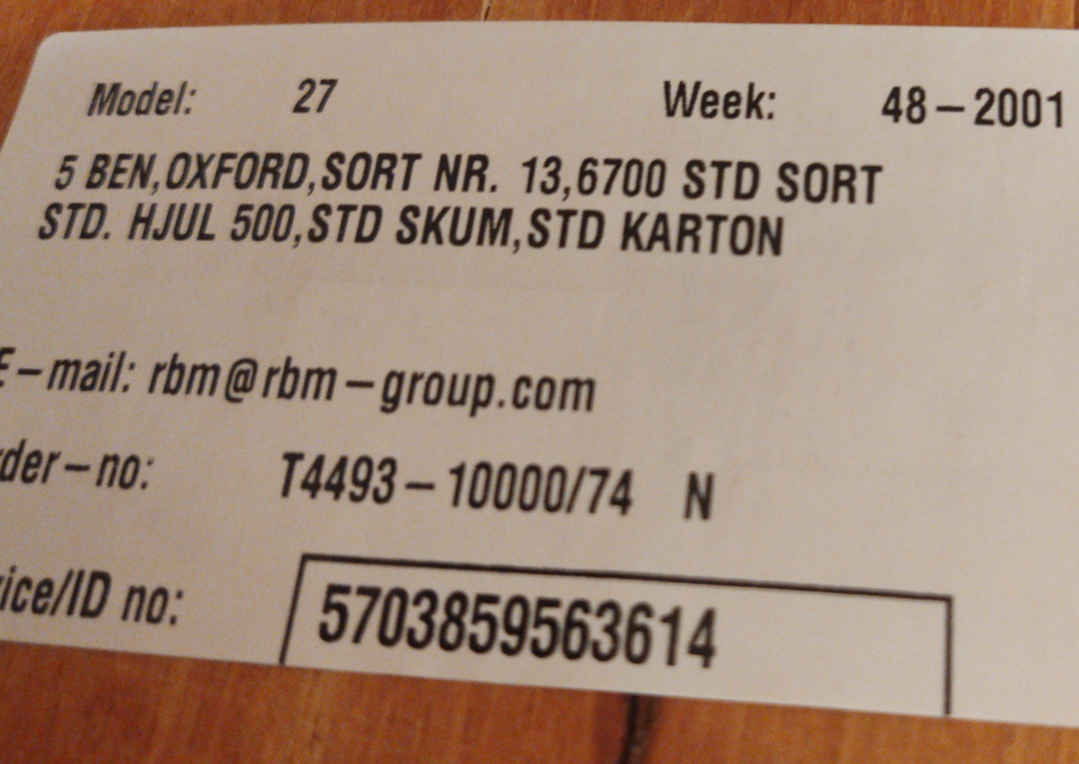 Model: 27 Week: 48-2001
5 BEN,OXFORD,SORT NR. 13,6700 STD SORT
STD. HJUL 500,STD SKUM,STD KARTON
E-mail: rbm@rbm-group.com
der-no: T4493-10000/74 N
ice/ID no: 5703859563614